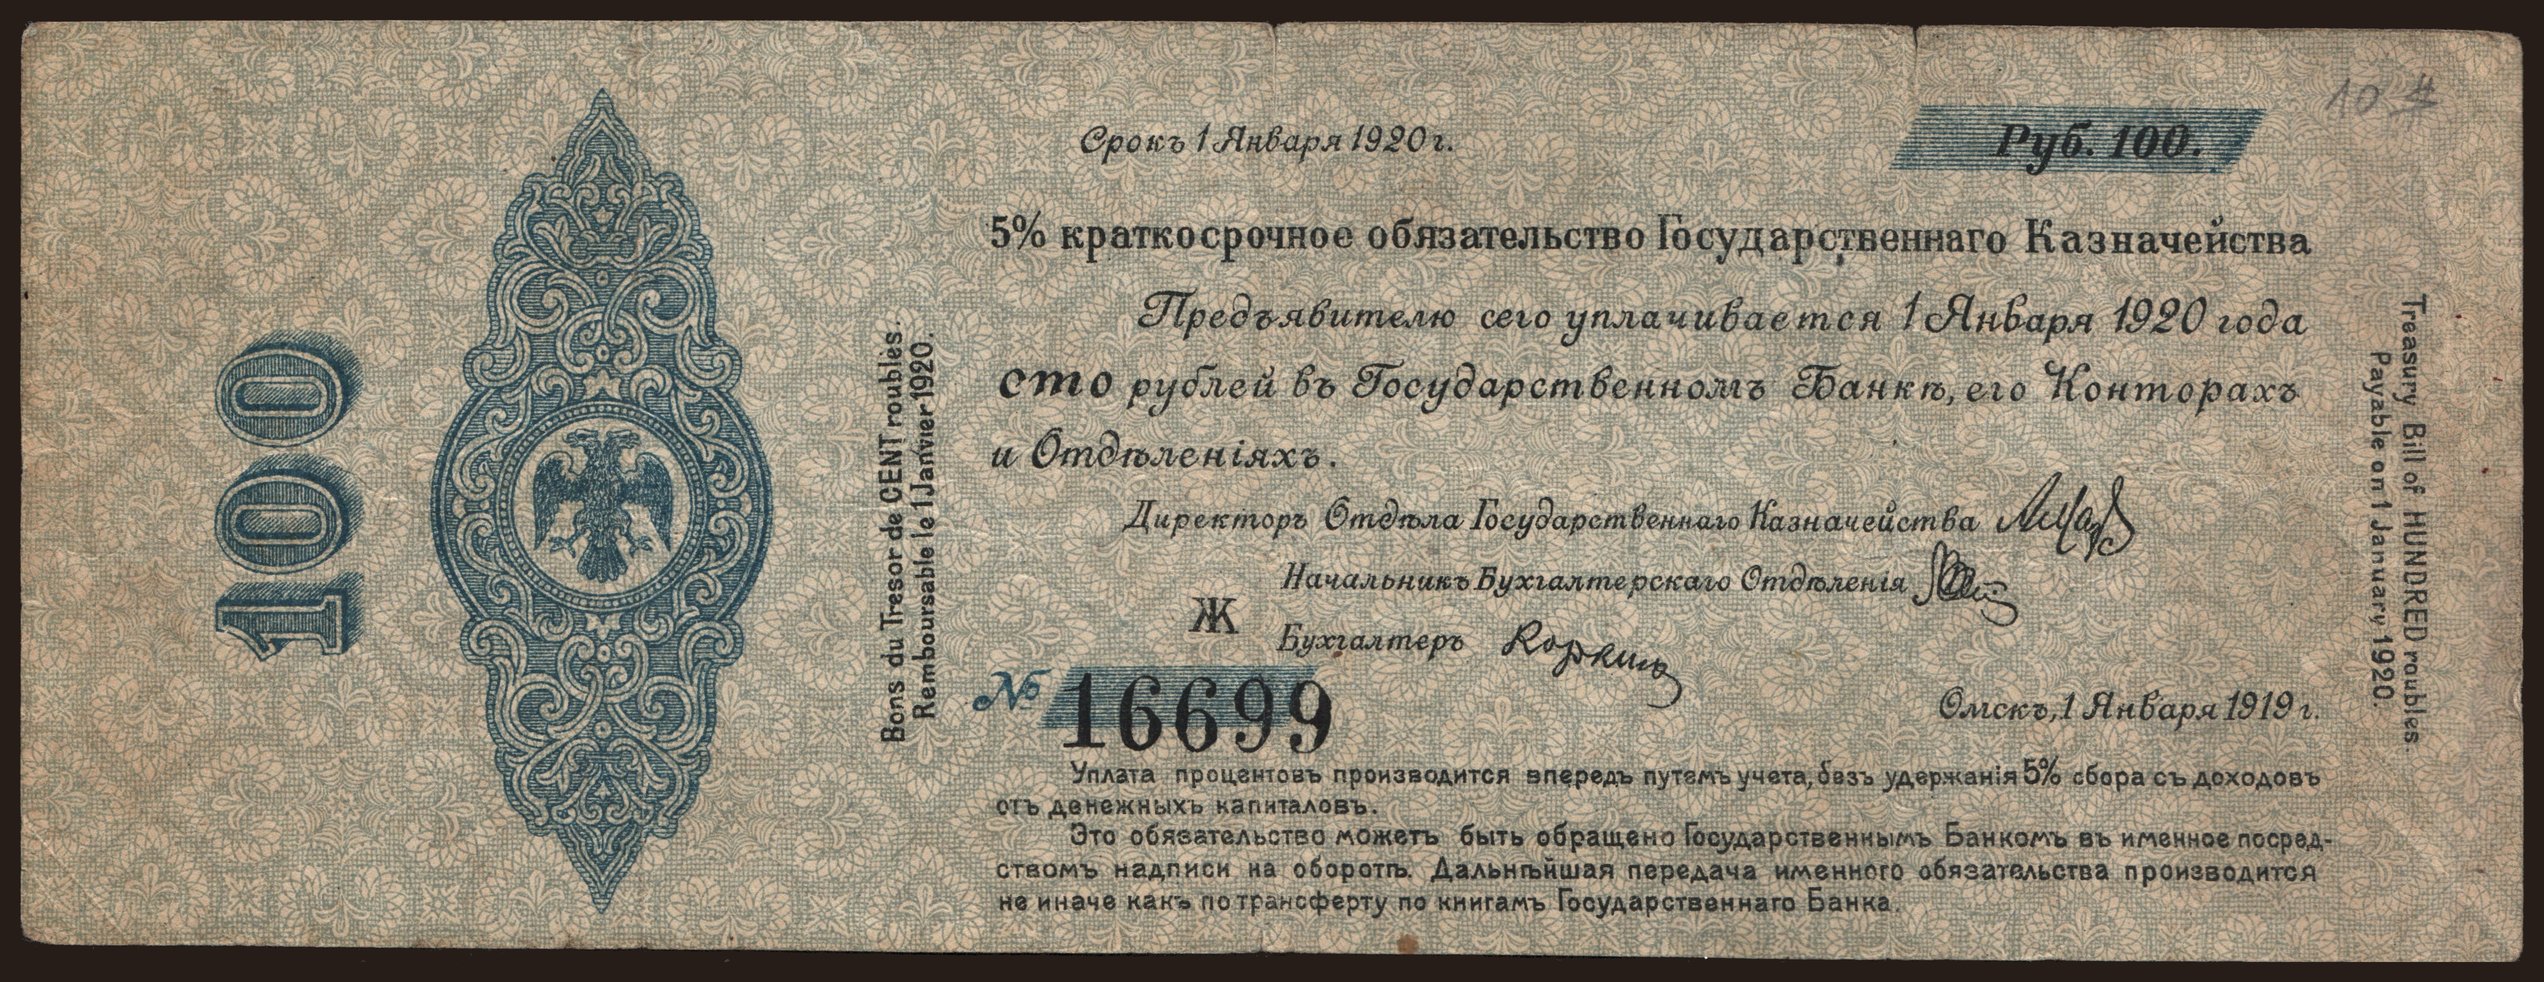 10
Срокъ 1 Января 1920 г.
Руб. 100.
5% краткосрочное обязательство Государственнаго Казначейства
Предъявителю сего уплачивается 1 Января 1920 года
сто рублей въ Государственномъ Банкѣ, его Конторахъ
и Отдѣленіяхъ.
Директоръ Отдѣла Государственнаго Казначейства
Начальникъ Бухгалтерскаго Отдѣленія
Ж
Бухгалтеръ Коркинъ
№ 16699
Омскъ, 1 Января 1919 г.
Уплата процентовъ производится впередъ путемъ учета, безъ удержанія 5% сбора съ доходовъ
отъ денежныхъ капиталовъ.
Это обязательство можетъ быть обращено Государственнымъ Банкомъ въ именное посред-
ствомъ надписи на оборотѣ. Дальнѣйшая передача именного обязательства производится
не иначе какъ по трансферту по книгамъ Государственнаго Банка.
100
Bons du Tresor de CENT roublès.
Remboursable le 1 Janvier 1920.
Treasury Bill of HUNDRED roubles.
Payable on 1 January 1920.